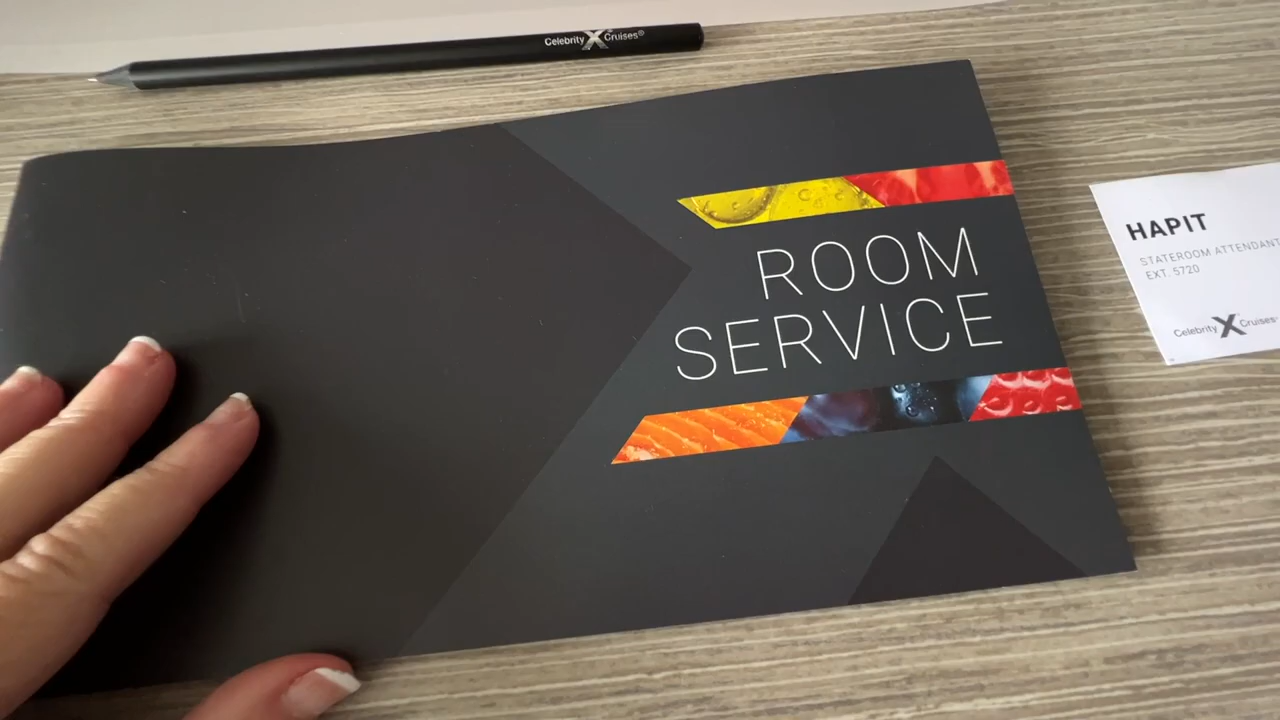 Celebrity X Cruises®
ROOM
SERVICE
HAPIT
STATEROOM ATTENDANT
EXT. 5720
Celebrity X Cruises®